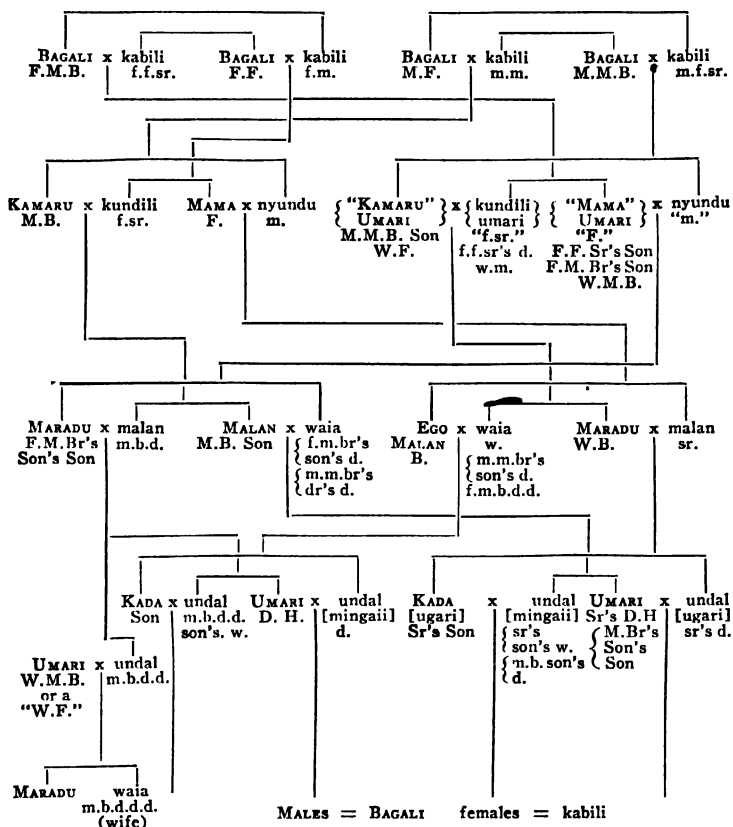 BAGALI x kabili BAGALI x kabili BAGALI x kabili BAGALI x kabili
F.M.B. f.f.sr. F.F. f.m. M.F. m.m. M.M.B. m.f.sr.
KAMARU x kundili MAMA x nyundu { "KAMARU" } x { kundili } { "MAMA" } x nyundu
M.B. f.sr. F. m. { UMARI } { umari } { UMARI } "m."
M.M.B. Son "f.sr." "F."
W.F. f.f.sr's d. F.F. Sr's Son
w.m. F.M. Br's Son
W.M.B.
MARADU x malan MALAN x waia EGO x waia MARADU x malan
F.M.Br's m.b.d. M.B. Son { f.m.br's MALAN w. W.B. sr.
Son's Son { son's d. B. { m.m.br's
{ m.m.br's { son's d.
{ dr's d. f.m.b.d.d.
KADA x undal UMARI x undal KADA x undal UMARI x undal
Son m.b.d.d. D. H. [mingaii] [ugari] [mingaii] Sr's D.H [ugari]
son's. w. d. Sr's Son { sr's { M.Br's sr's d.
{ son's w. { Son's
{ m.b. son's { Son
{ d.
UMARI x undal
W.M.B. m.b.d.d.
or a
"W.F."
MARADU waia
m.b.d.d.d.
(wife)
MALES = BAGALI females = kabili